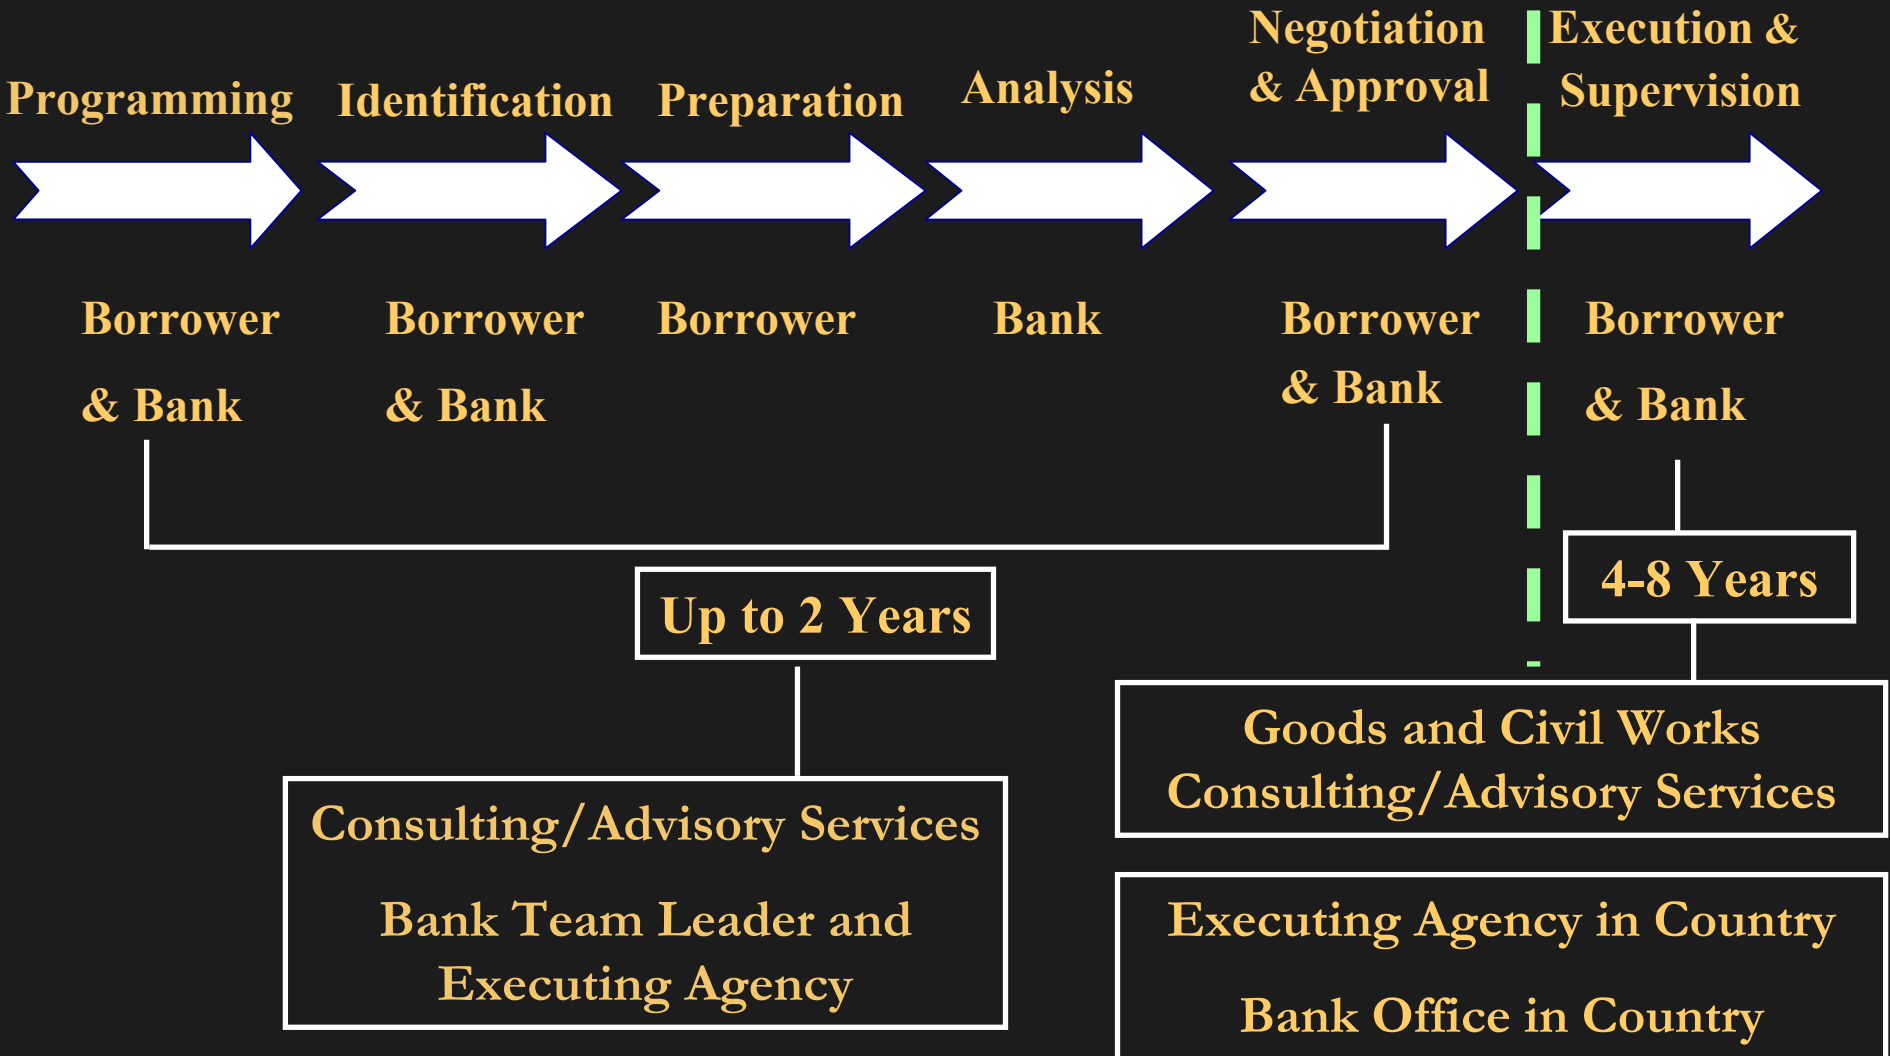 Programming
Identification
Preparation
Analysis
Negotiation
& Approval
Execution &
Supervision
Borrower
& Bank
Borrower
& Bank
Borrower
Bank
Borrower
& Bank
Borrower
& Bank
Up to 2 Years
4-8 Years
Consulting/Advisory Services
Bank Team Leader and
Executing Agency
Goods and Civil Works
Consulting/Advisory Services
Executing Agency in Country
Bank Office in Country